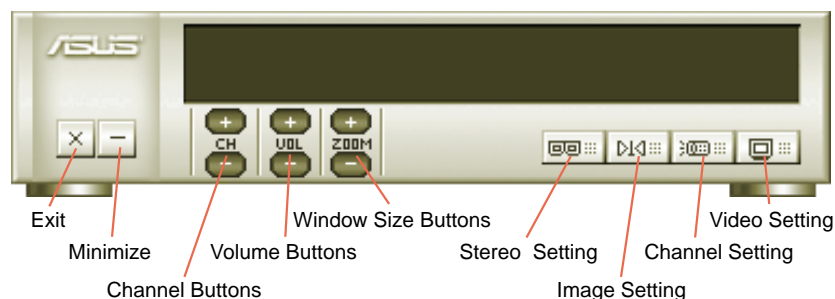 ASUS
CH
VOL
ZOOM
Exit
Window Size Buttons
Video Setting
Minimize
Volume Buttons
Stereo Setting
Channel Setting
Channel Buttons
Image Setting